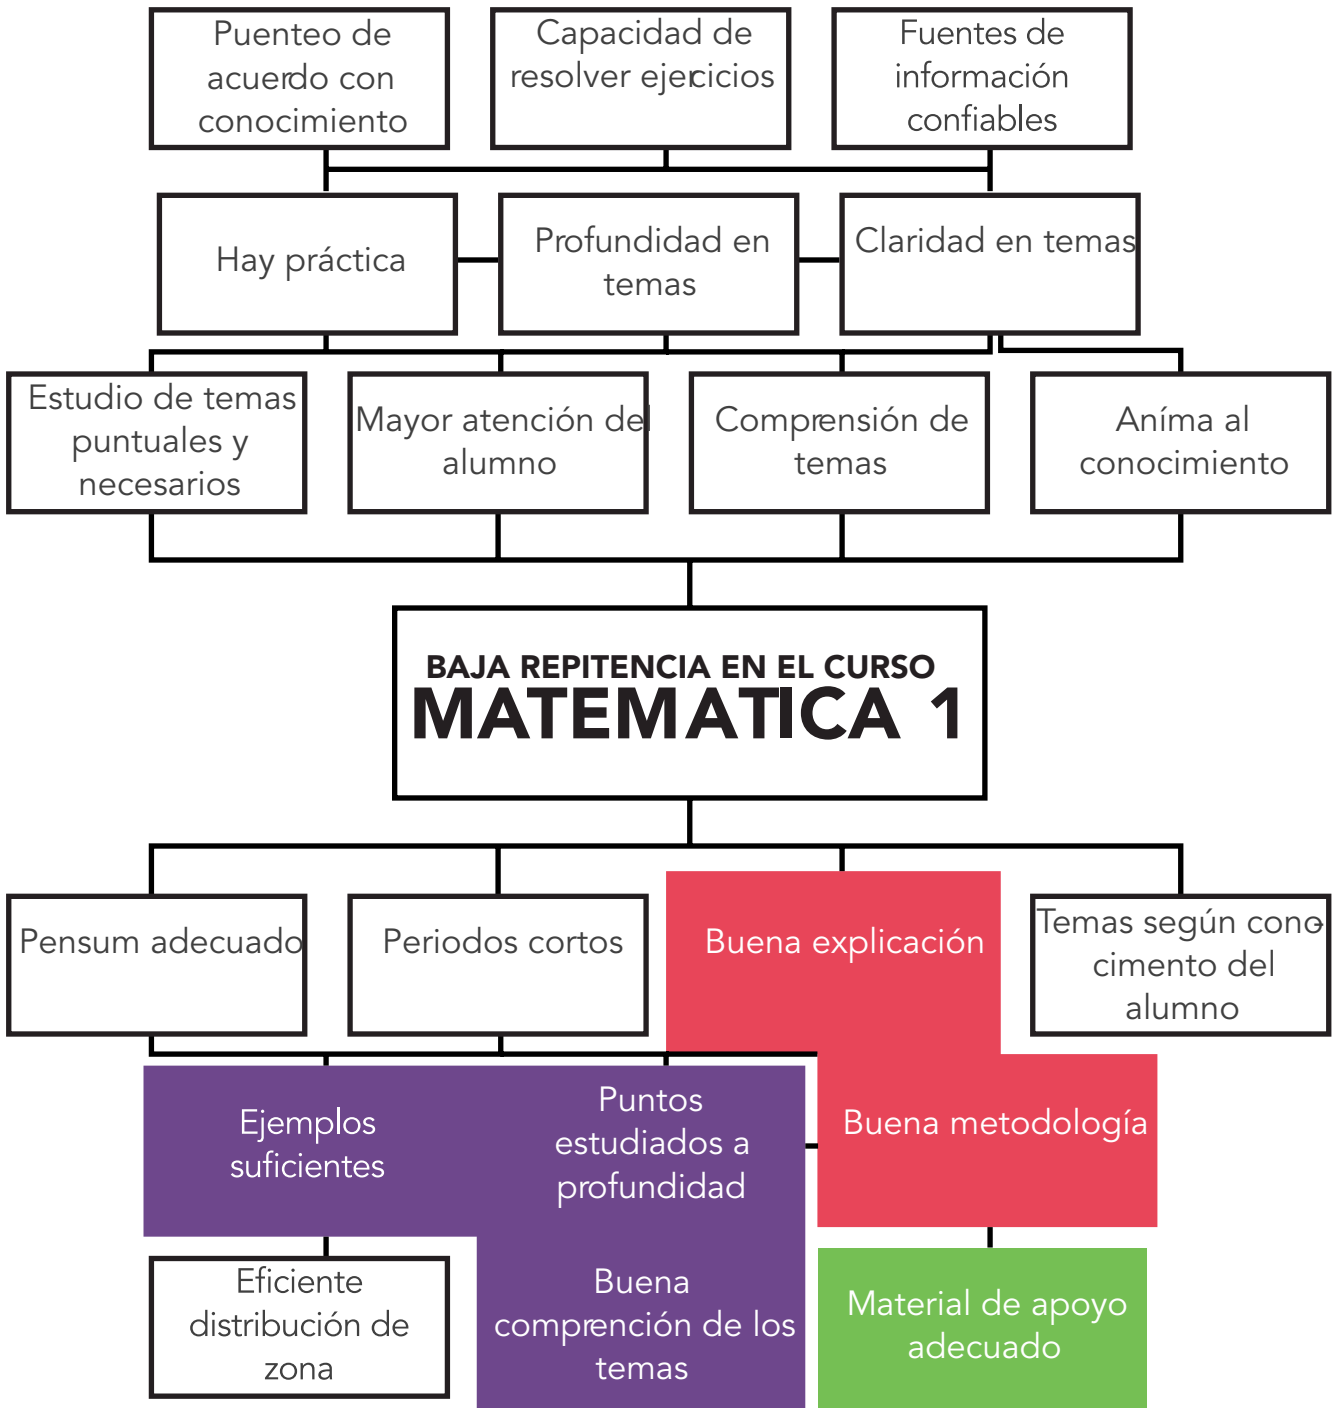 Puenteo de
acuerdo con
conocimiento
Capacidad de
resolver ejercicios
Fuentes de
información
confiables
Hay práctica
Profundidad en
temas
Claridad en temas
Estudio de temas
puntuales y
necesarios
Mayor atención del
alumno
Comprensión de
temas
Aníma al
conocimiento
BAJA REPITENCIA EN EL CURSO
MATEMATICA 1
Pensum adecuado
Periodos cortos
Buena explicación
Temas según cono-
cimento del
alumno
Ejemplos
suficientes
Puntos
estudiados a
profundidad
Buena metodología
Eficiente
distribución de
zona
Buena
comprención de los
temas
Material de apoyo
adecuado